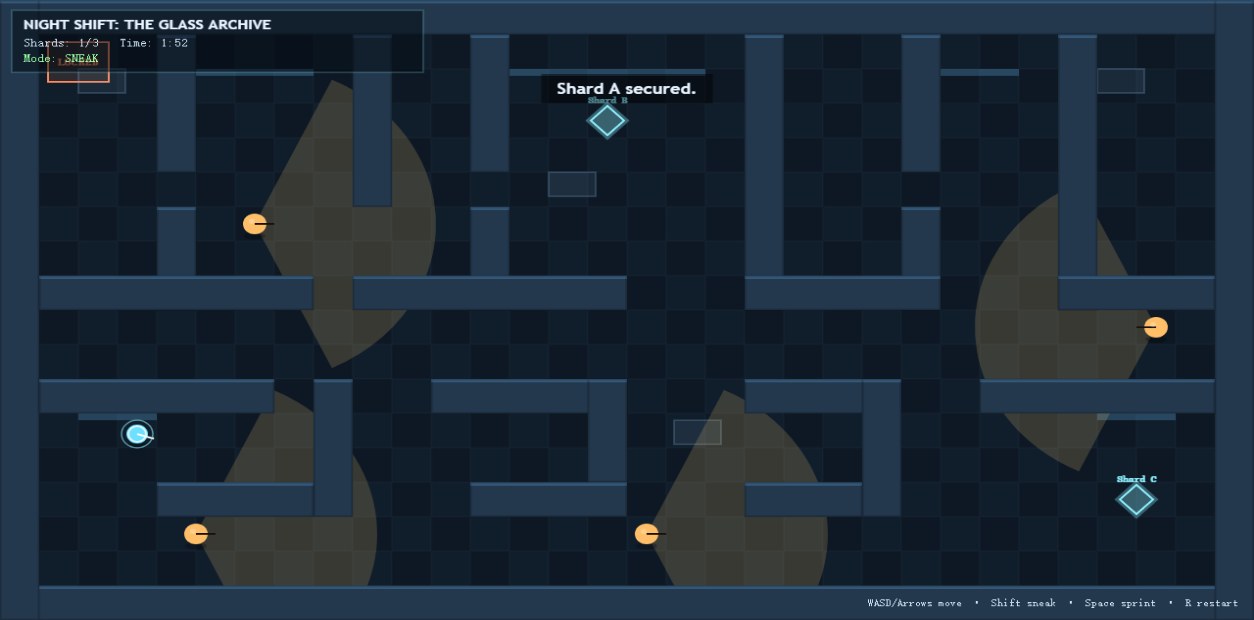 NIGHT SHIFT: THE GLASS ARCHIVE
Shards: 1/3 Time: 1:52
Mode: SNEAK
LOCKED
Shard A secured.
Shard B
Shard C
WASD/Arrows move • Shift sneak • Space sprint • R restart